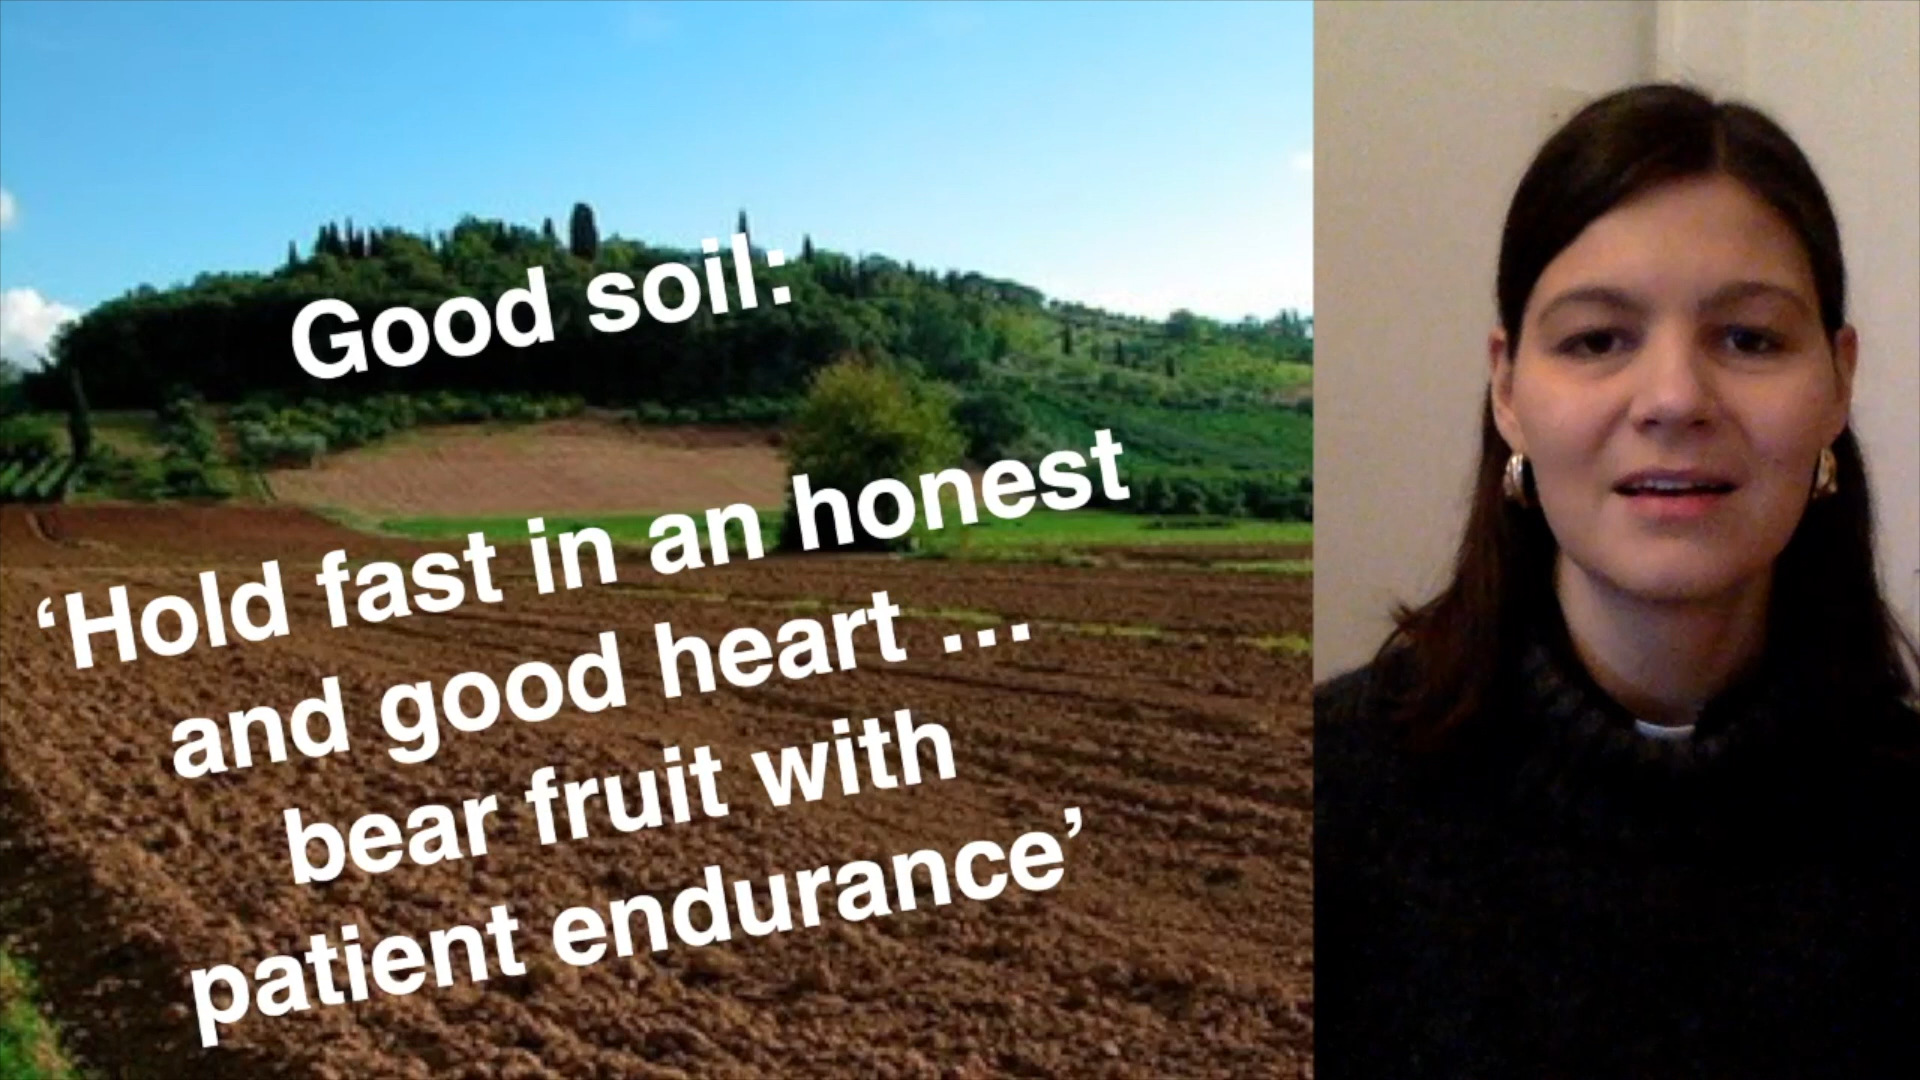 Good soil:
‘Hold fast in an honest
and good heart …
bear fruit with
patient endurance’